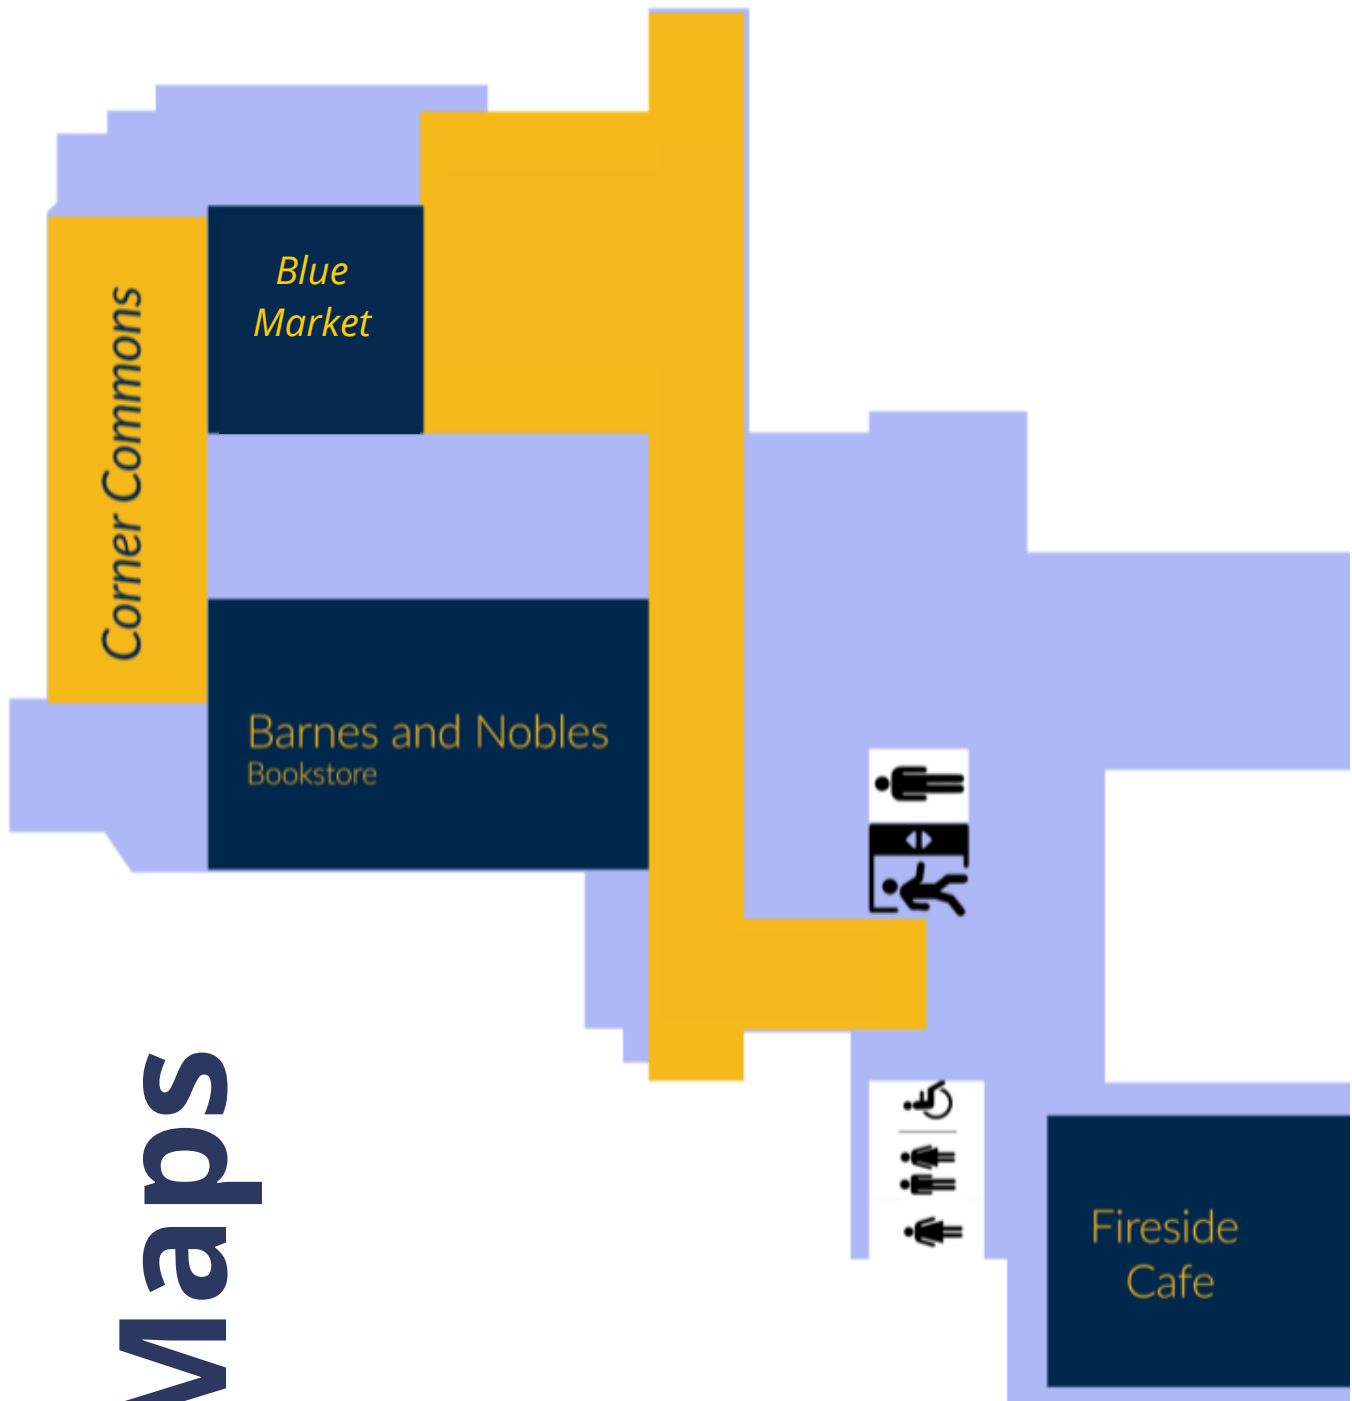 Blue
Market
Corner Commons
Barnes and Nobles
Bookstore
Fireside
Cafe
Maps